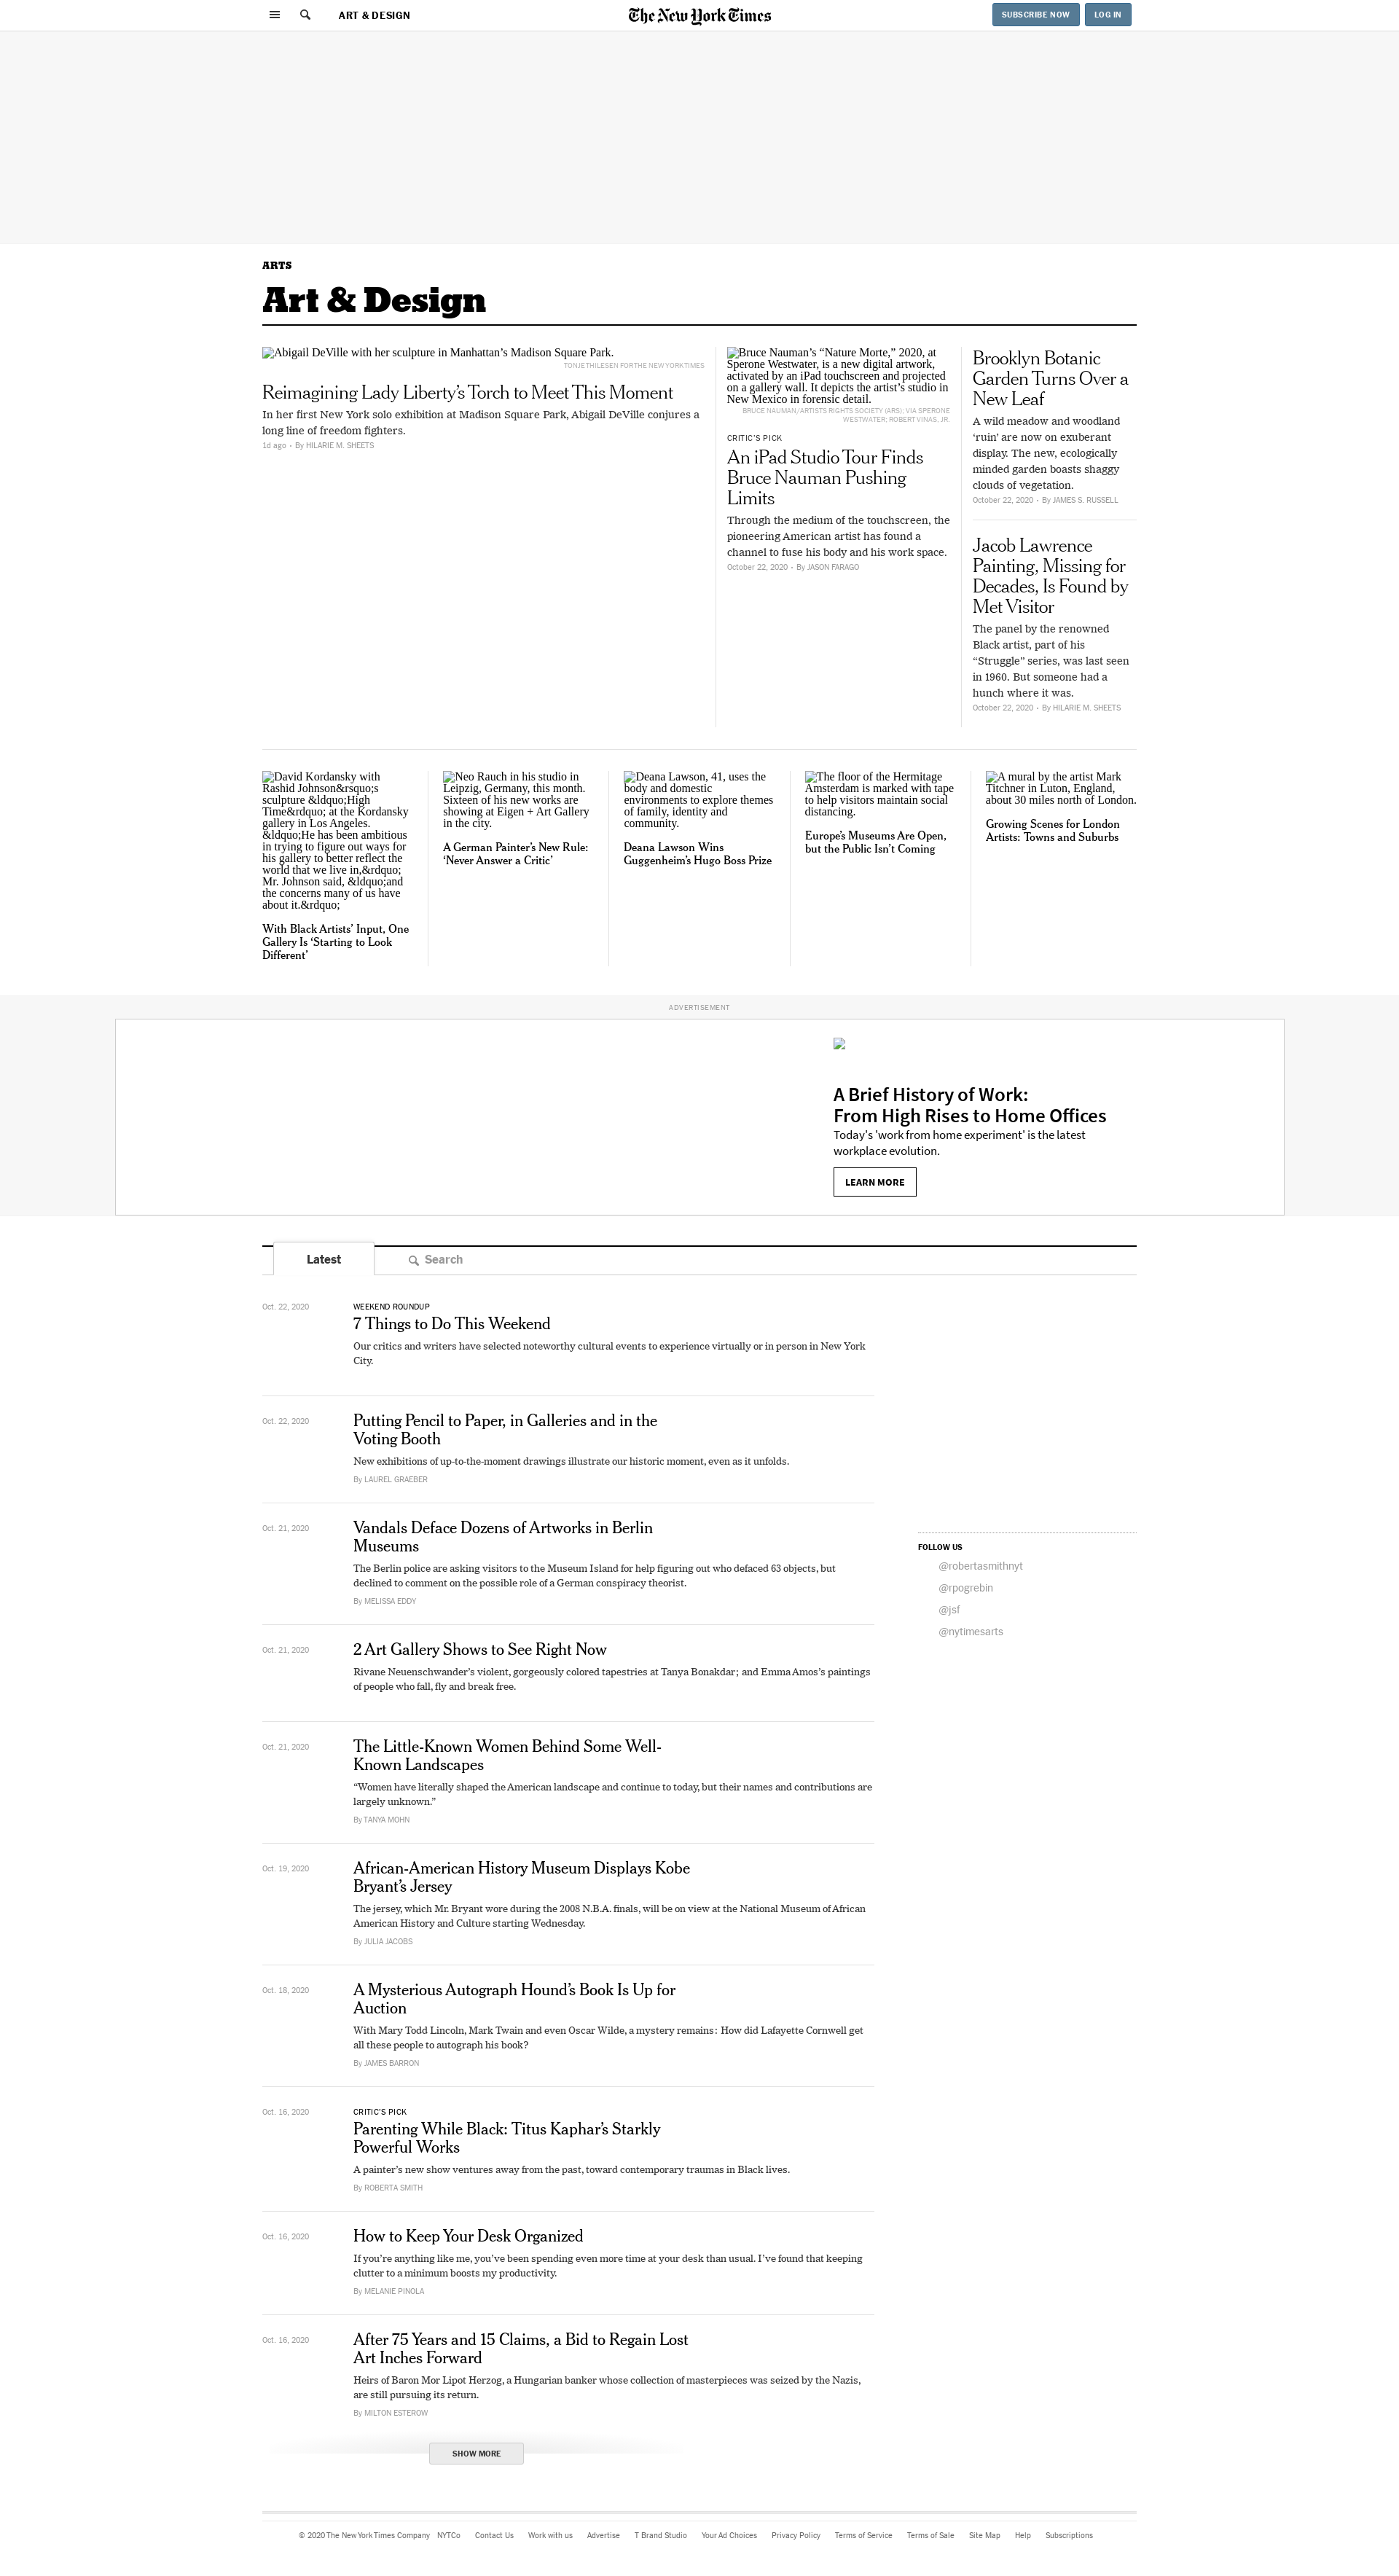 ART & DESIGN
The New York Times
SUBSCRIBE NOW
LOG IN
ARTS
Art & Design
Abigail DeVille with her sculpture in Manhattan’s Madison Square Park.
TONJE THILESEN FOR THE NEW YORK TIMES
Reimagining Lady Liberty’s Torch to Meet This Moment
In her first New York solo exhibition at Madison Square Park, Abigail DeVille conjures a
long line of freedom fighters.
1d ago • By HILARIE M. SHEETS
Bruce Nauman’s “Nature Morte,” 2020, at
Sperone Westwater, is a new digital artwork,
activated by an iPad touchscreen and projected
on a gallery wall. It depicts the artist’s studio in
New Mexico in forensic detail.
BRUCE NAUMAN/ARTISTS RIGHTS SOCIETY (ARS); VIA SPERONE
WESTWATER; ROBERT VINAS, JR.
CRITIC’S PICK
An iPad Studio Tour Finds
Bruce Nauman Pushing
Limits
Through the medium of the touchscreen, the
pioneering American artist has found a
channel to fuse his body and his work space.
October 22, 2020 • By JASON FARAGO
Brooklyn Botanic
Garden Turns Over a
New Leaf
A wild meadow and woodland
‘ruin’ are now on exuberant
display. The new, ecologically
minded garden boasts shaggy
clouds of vegetation.
October 22, 2020 • By JAMES S. RUSSELL
Jacob Lawrence
Painting, Missing for
Decades, Is Found by
Met Visitor
The panel by the renowned
Black artist, part of his
“Struggle” series, was last seen
in 1960. But someone had a
hunch where it was.
October 22, 2020 • By HILARIE M. SHEETS
David Kordansky with
Rashid Johnson&rsquo;s
sculpture &ldquo;High
Time&rdquo; at the Kordansky
gallery in Los Angeles.
&ldquo;He has been ambitious
in trying to figure out ways for
his gallery to better reflect the
world that we live in,&rdquo;
Mr. Johnson said, &ldquo;and
the concerns many of us have
about it.&rdquo;
With Black Artists’ Input, One
Gallery Is ‘Starting to Look
Different’
Neo Rauch in his studio in
Leipzig, Germany, this month.
Sixteen of his new works are
showing at Eigen + Art Gallery
in the city.
A German Painter’s New Rule:
‘Never Answer a Critic’
Deana Lawson, 41, uses the
body and domestic
environments to explore themes
of family, identity and
community.
Deana Lawson Wins
Guggenheim’s Hugo Boss Prize
The floor of the Hermitage
Amsterdam is marked with tape
to help visitors maintain social
distancing.
Europe’s Museums Are Open,
but the Public Isn’t Coming
A mural by the artist Mark
Titchner in Luton, England,
about 30 miles north of London.
Growing Scenes for London
Artists: Towns and Suburbs
ADVERTISEMENT
A Brief History of Work:
From High Rises to Home Offices
Today's 'work from home experiment' is the latest
workplace evolution.
LEARN MORE
Latest
Search
Oct. 22, 2020
WEEKEND ROUNDUP
7 Things to Do This Weekend
Our critics and writers have selected noteworthy cultural events to experience virtually or in person in New York
City.
Oct. 22, 2020
Putting Pencil to Paper, in Galleries and in the
Voting Booth
New exhibitions of up-to-the-moment drawings illustrate our historic moment, even as it unfolds.
By LAUREL GRAEBER
Oct. 21, 2020
Vandals Deface Dozens of Artworks in Berlin
Museums
The Berlin police are asking visitors to the Museum Island for help figuring out who defaced 63 objects, but
declined to comment on the possible role of a German conspiracy theorist.
By MELISSA EDDY
Oct. 21, 2020
2 Art Gallery Shows to See Right Now
Rivane Neuenschwander’s violent, gorgeously colored tapestries at Tanya Bonakdar; and Emma Amos’s paintings
of people who fall, fly and break free.
Oct. 21, 2020
The Little-Known Women Behind Some Well-
Known Landscapes
“Women have literally shaped the American landscape and continue to today, but their names and contributions are
largely unknown.”
By TANYA MOHN
Oct. 19, 2020
African-American History Museum Displays Kobe
Bryant’s Jersey
The jersey, which Mr. Bryant wore during the 2008 N.B.A. finals, will be on view at the National Museum of African
American History and Culture starting Wednesday.
By JULIA JACOBS
Oct. 18, 2020
A Mysterious Autograph Hound’s Book Is Up for
Auction
With Mary Todd Lincoln, Mark Twain and even Oscar Wilde, a mystery remains: How did Lafayette Cornwell get
all these people to autograph his book?
By JAMES BARRON
Oct. 16, 2020
CRITIC’S PICK
Parenting While Black: Titus Kaphar’s Starkly
Powerful Works
A painter’s new show ventures away from the past, toward contemporary traumas in Black lives.
By ROBERTA SMITH
Oct. 16, 2020
How to Keep Your Desk Organized
If you’re anything like me, you’ve been spending even more time at your desk than usual. I’ve found that keeping
clutter to a minimum boosts my productivity.
By MELANIE PINOLA
Oct. 16, 2020
After 75 Years and 15 Claims, a Bid to Regain Lost
Art Inches Forward
Heirs of Baron Mor Lipot Herzog, a Hungarian banker whose collection of masterpieces was seized by the Nazis,
are still pursuing its return.
By MILTON ESTEROW
SHOW MORE
FOLLOW US
@robertasmithnyt
@rpogrebin
@jsf
@nytimesarts
© 2020 The New York Times Company NYTCo Contact Us Work with us Advertise T Brand Studio Your Ad Choices Privacy Policy Terms of Service Terms of Sale Site Map Help Subscriptions